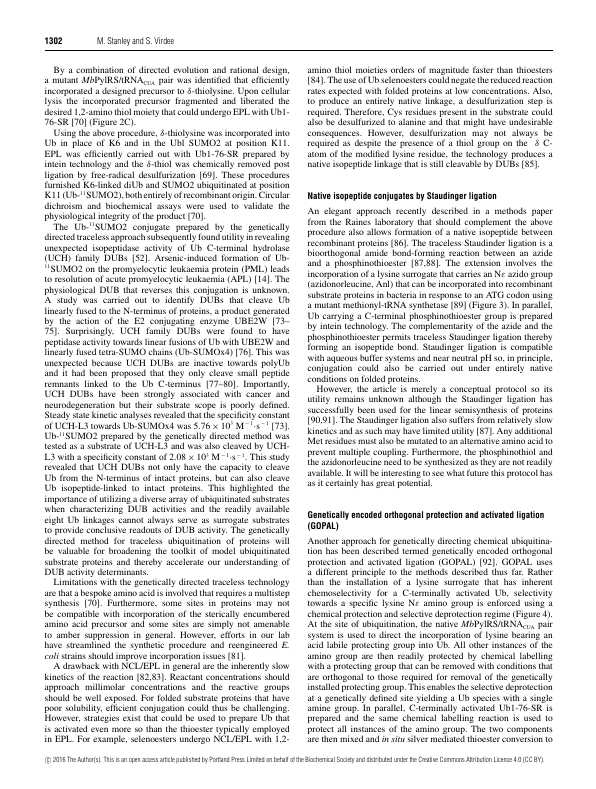 1302 M. Stanley and S. Virdee
By a combination of directed evolution and rational design,
a mutant MbPylRS/tRNACUA pair was identified that efficiently
incorporated a designed precursor to δ-thiolysine. Upon cellular
lysis the incorporated precursor fragmented and liberated the
desired 1,2-amino thiol moiety that could undergo EPL with Ub1-
76-SR [70] (Figure 2C).
Using the above procedure, δ-thiolysine was incorporated into
Ub in place of K6 and in the Ubl SUMO2 at position K11.
EPL was efficiently carried out with Ub1-76-SR prepared by
intein technology and the δ-thiol was chemically removed post
ligation by free-radical desulfurization [69]. These procedures
furnished K6-linked diUb and SUMO2 ubiquitinated at position
K11 (Ub-11SUMO2), both entirely of recombinant origin. Circular
dichroism and biochemical assays were used to validate the
physiological integrity of the product [70].
The Ub-11SUMO2 conjugate prepared by the genetically
directed traceless approach subsequently found utility in revealing
unexpected isopeptidase activity of Ub C-terminal hydrolase
(UCH) family DUBs [52]. Arsenic-induced formation of Ub-
11SUMO2 on the promyelocytic leukaemia protein (PML) leads
to resolution of acute promyelocytic leukaemia (APL) [14]. The
physiological DUB that reverses this conjugation is unknown.
A study was carried out to identify DUBs that cleave Ub
linearly fused to the N-terminus of proteins, a product generated
by the action of the E2 conjugating enzyme UBE2W [73–
75]. Surprisingly, UCH family DUBs were found to have
peptidase activity towards linear fusions of Ub with UBE2W and
linearly fused tetra-SUMO chains (Ub-SUMOx4) [76]. This was
unexpected because UCH DUBs are inactive towards polyUb
and it had been proposed that they only cleave small peptide
remnants linked to the Ub C-terminus [77–80]. Importantly,
UCH DUBs have been strongly associated with cancer and
neurodegeneration but their substrate scope is poorly defined.
Steady state kinetic analyses revealed that the specificity constant
of UCH-L3 towards Ub-SUMOx4 was 5.76 × 10⁵ M⁻¹·s⁻¹ [73].
Ub-11SUMO2 prepared by the genetically directed method was
tested as a substrate of UCH-L3 and was also cleaved by UCH-
L3 with a specificity constant of 2.08 × 10⁵ M⁻¹·s⁻¹. This study
revealed that UCH DUBs not only have the capacity to cleave
Ub from the N-terminus of intact proteins, but can also cleave
Ub isopeptide-linked to intact proteins. This highlighted the
importance of utilizing a diverse array of ubiquitinated substrates
when characterizing DUB activities and the readily available
eight Ub linkages cannot always serve as surrogate substrates
to provide conclusive readouts of DUB activity. The genetically
directed method for traceless ubiquitination of proteins will
be valuable for broadening the toolkit of model ubiquitinated
substrate proteins and thereby accelerate our understanding of
DUB activity determinants.
Limitations with the genetically directed traceless technology
are that a bespoke amino acid is involved that requires a multistep
synthesis [70]. Furthermore, some sites in proteins may not
be compatible with incorporation of the sterically encumbered
amino acid precursor and some sites are simply not amenable
to amber suppression in general. However, efforts in our lab
have streamlined the synthetic procedure and reengineered E.
coli strains should improve incorporation issues [81].
A drawback with NCL/EPL in general are the inherently slow
kinetics of the reaction [82,83]. Reactant concentrations should
approach millimolar concentrations and the reactive groups
should be well exposed. For folded substrate proteins that have
poor solubility, efficient conjugation could thus be challenging.
However, strategies exist that could be used to prepare Ub that
is activated even more so than the thioester typically employed
in EPL. For example, selenoesters undergo NCL/EPL with 1,2-
amino thiol moieties orders of magnitude faster than thioesters
[84]. The use of Ub selenoesters could negate the reduced reaction
rates expected with folded proteins at low concentrations. Also,
to produce an entirely native linkage, a desulfurization step is
required. Therefore, Cys residues present in the substrate could
also be desulfurized to alanine and that might have undesirable
consequences. However, desulfurization may not always be
required as despite the presence of a thiol group on the δ C-
atom of the modified lysine residue, the technology produces a
native isopeptide linkage that is still cleavable by DUBs [85].
Native isopeptide conjugates by Staudinger ligation
An elegant approach recently described in a methods paper
from the Raines laboratory that should complement the above
procedure also allows formation of a native isopeptide between
recombinant proteins [86]. The traceless Staudinger ligation is a
bioorthogonal amide bond-forming reaction between an azide
and a phosphinothioester [87,88]. The extension involves the
incorporation of a lysine surrogate that carries an Nε azido group
(azidonorleucine, Anl) that can be incorporated into recombinant
substrate proteins in bacteria in response to an ATG codon using
a mutant methionyl-tRNA synthetase [89] (Figure 3). In parallel,
Ub carrying a C-terminal phosphinothioester group is prepared
by intein technology. The complementarity of the azide and the
phosphinothioester permits traceless Staudinger ligation thereby
forming an isopeptide bond. Staudinger ligation is compatible
with aqueous buffer systems and near neutral pH so, in principle,
conjugation could also be carried out under entirely native
conditions on folded proteins.
However, the article is merely a conceptual protocol so its
utility remains unknown although the Staudinger ligation has
successfully been used for the linear semisynthesis of proteins
[90,91]. The Staudinger ligation also suffers from relatively slow
kinetics and as such may have limited utility [87]. Any additional
Met residues must also be mutated to an alternative amino acid to
prevent multiple coupling. Furthermore, the phosphinothiol and
the azidonorleucine need to be synthesized as they are not readily
available. It will be interesting to see what future this protocol has
as it certainly has great potential.
Genetically encoded orthogonal protection and activated ligation
(GOPAL)
Another approach for genetically directing chemical ubiquitina-
tion has been described termed genetically encoded orthogonal
protection and activated ligation (GOPAL) [92]. GOPAL uses
a different principle to the methods described thus far. Rather
than the installation of a lysine surrogate that has inherent
chemoselectivity for a C-terminally activated Ub, selectivity
towards a specific lysine Nε amino group is enforced using a
chemical protection and selective deprotection regime (Figure 4).
At the site of ubiquitination, the native MbPylRS/tRNACUA pair
system is used to direct the incorporation of lysine bearing an
acid labile protecting group into Ub. All other instances of the
amino group are then readily protected by chemical labelling
with a protecting group that can be removed with conditions that
are orthogonal to those required for removal of the genetically
installed protecting group. This enables the selective deprotection
at a genetically defined site yielding a Ub species with a single
amine group. In parallel, C-terminally activated Ub1-76-SR is
prepared and the same chemical labelling reaction is used to
protect all instances of the amino group. The two components
are then mixed and in situ silver mediated thioester conversion to
© 2016 The Author(s). This is an open access article published by Portland Press Limited on behalf of the Biochemical Society and distributed under the Creative Commons Attribution Licence 4.0 (CC BY).